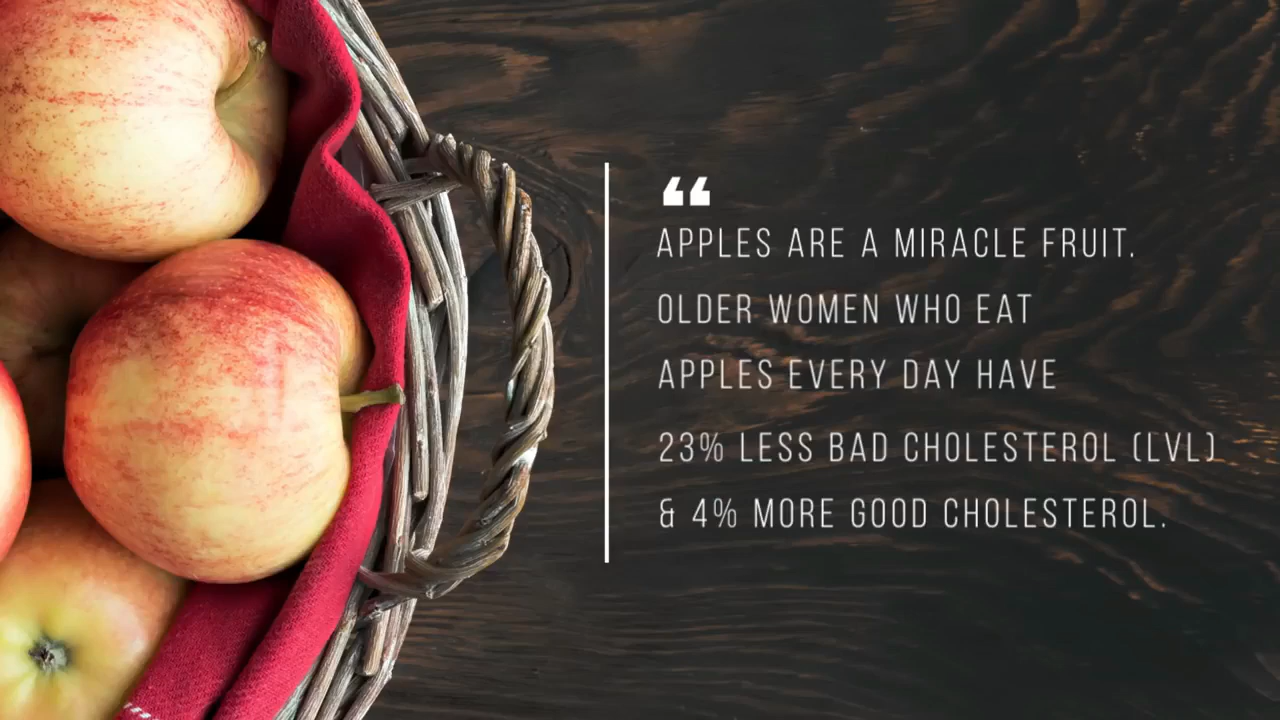 “
APPLES ARE A MIRACLE FRUIT.
OLDER WOMEN WHO EAT
APPLES EVERY DAY HAVE
23% LESS BAD CHOLESTEROL (LVL)
& 4% MORE GOOD CHOLESTEROL.